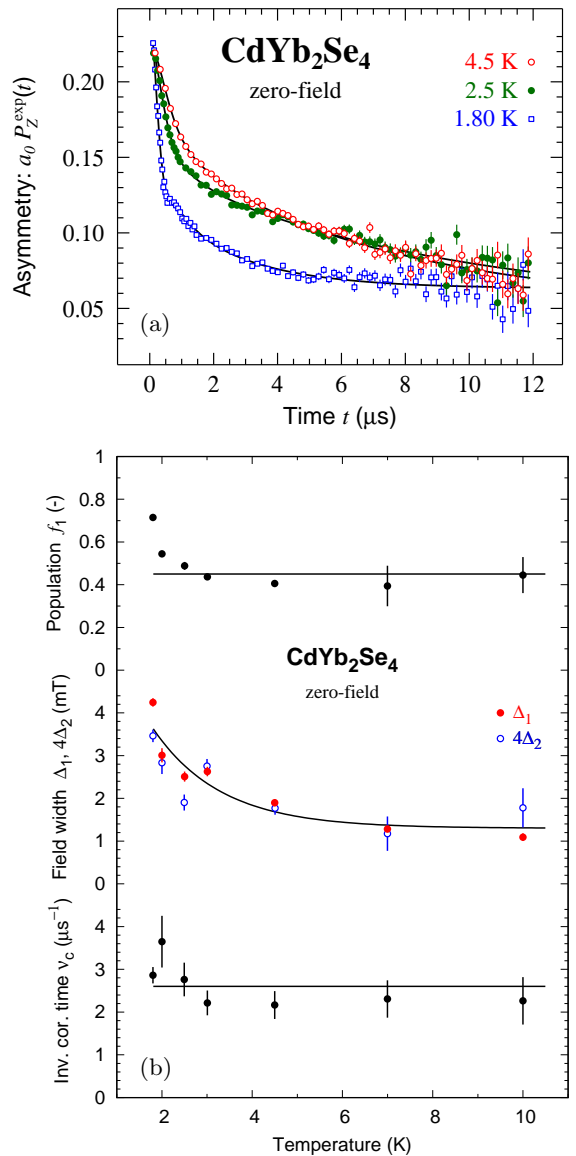 CdYb₂Se₄
zero-field
4.5 K
2.5 K
1.80 K
Asymmetry: a₀ P_Z^exp(t)
0.20
0.15
0.10
0.05
(a)
0 2 4 6 8 10 12
Time t (μs)
Population f₁ (-)
1
0.8
0.6
0.4
0.2
0
CdYb₂Se₄
zero-field
Δ₁
4Δ₂
Field width Δ₁, 4Δ₂ (mT)
4
3
2
1
0
Inv. cor. time ν_c (μs⁻¹)
4
3
2
1
0
(b)
2 4 6 8 10
Temperature (K)